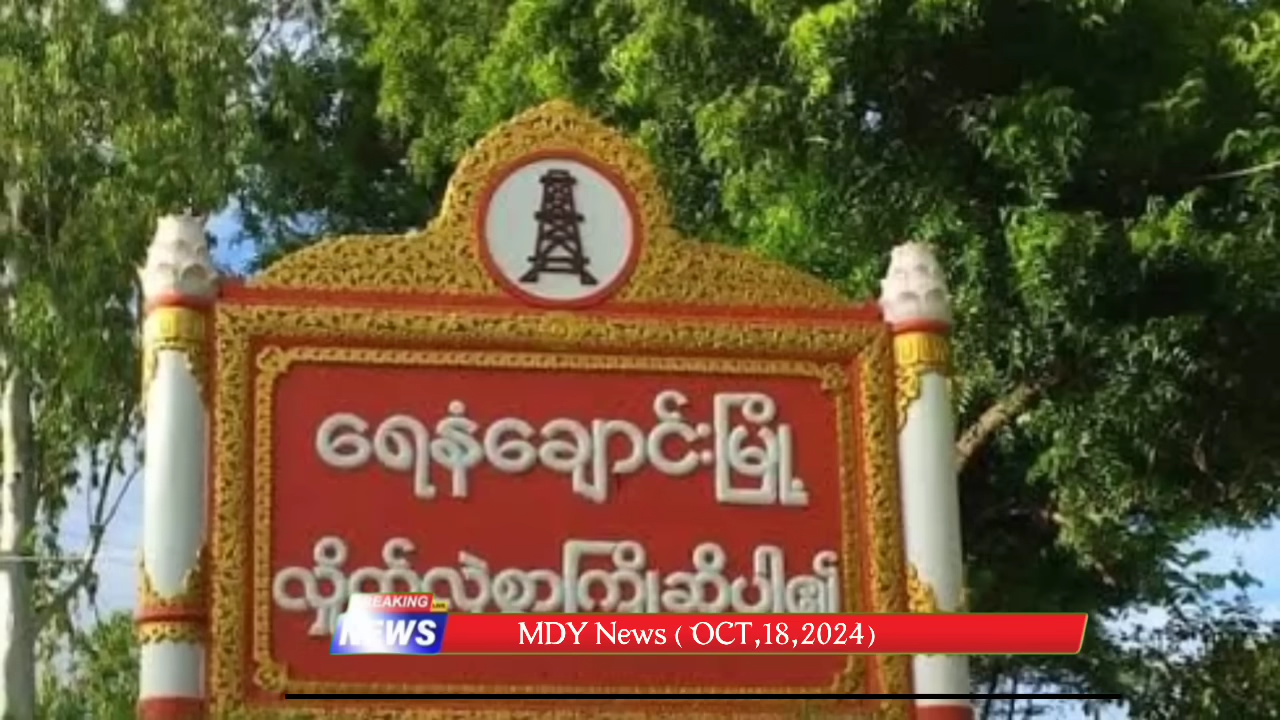 ရေနံချောင်းမြို့
လှိုက်လှဲစွာကြိုဆိုပါ၏
BREAKING
LIVE
NEWS
MDY News ( OCT,18,2024)